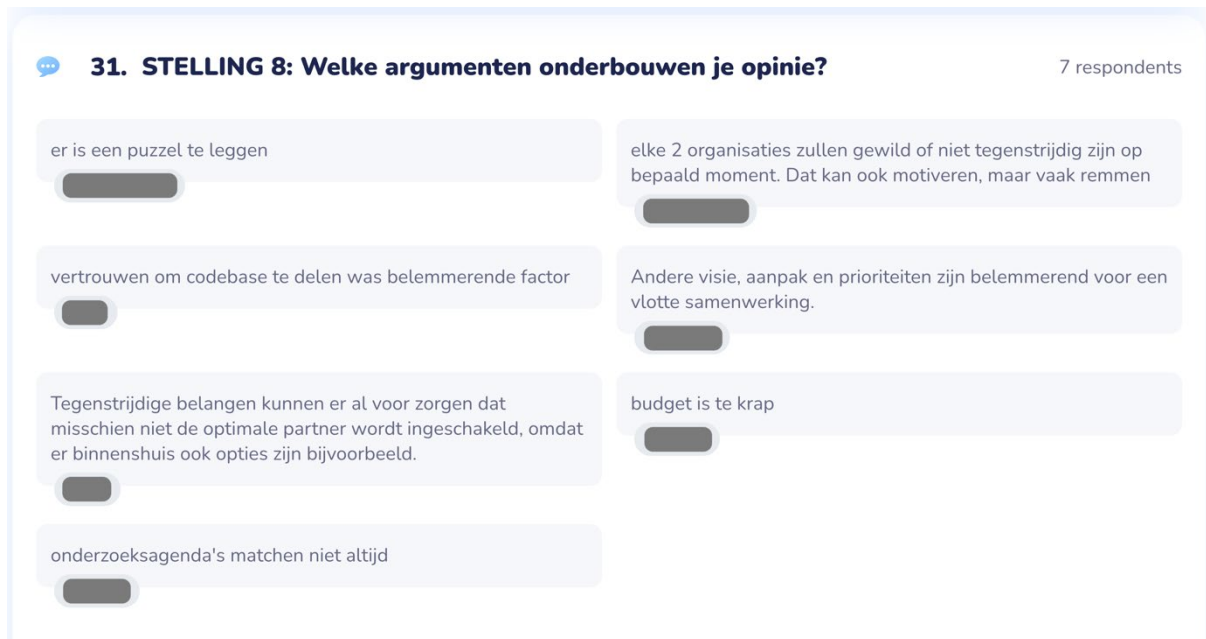 31. STELLING 8: Welke argumenten onderbouwen je opinie?
7 respondents
er is een puzzel te leggen
elke 2 organisaties zullen gewild of niet tegenstrijdig zijn op
bepaald moment. Dat kan ook motiveren, maar vaak remmen
vertrouwen om codebase te delen was belemmerende factor
Andere visie, aanpak en prioriteiten zijn belemmerend voor een
vlotte samenwerking.
Tegenstrijdige belangen kunnen er al voor zorgen dat
misschien niet de optimale partner wordt ingeschakeld, omdat
er binnenshuis ook opties zijn bijvoorbeeld.
budget is te krap
onderzoeksagenda's matchen niet altijd